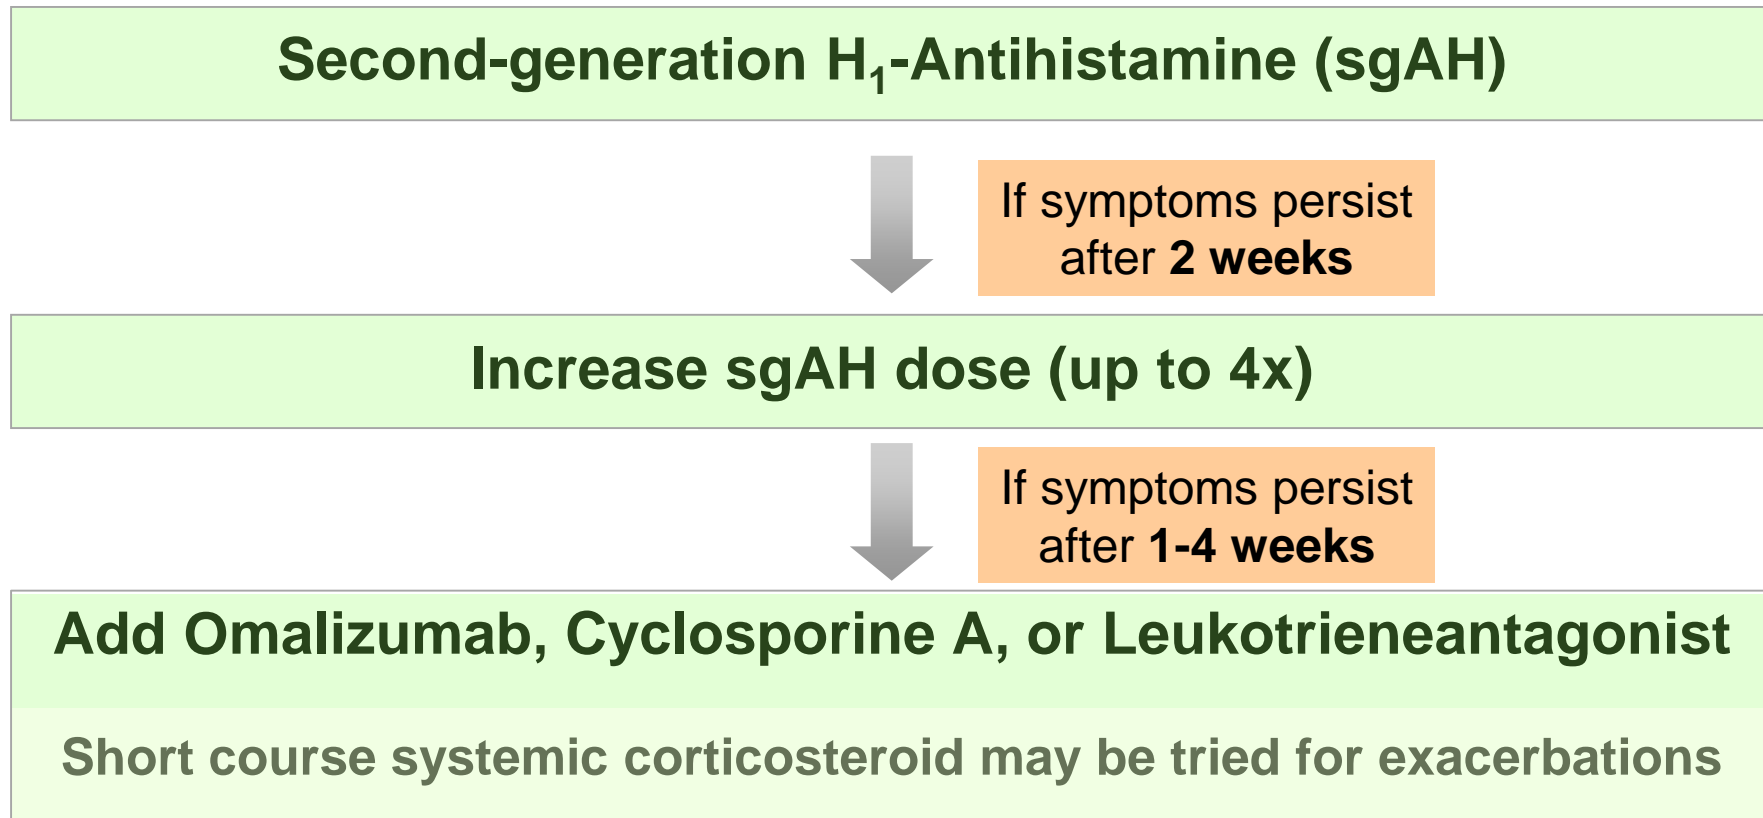 Second-generation H₁-Antihistamine (sgAH)
If symptoms persist
after 2 weeks
Increase sgAH dose (up to 4x)
If symptoms persist
after 1-4 weeks
Add Omalizumab, Cyclosporine A, or Leukotrieneantagonist
Short course systemic corticosteroid may be tried for exacerbations